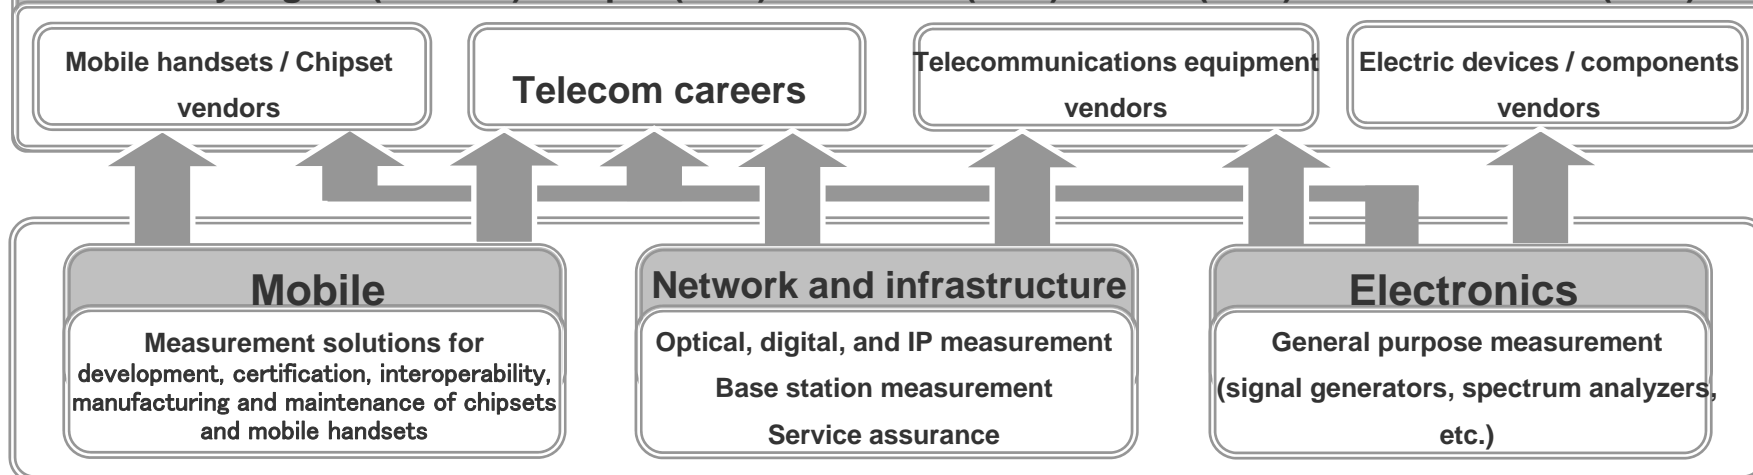 Mobile handsets / Chipset
vendors
Telecom careers
Telecommunications equipment
vendors
Electric devices / components
vendors
Mobile
Measurement solutions for
development, certification, interoperability,
manufacturing and maintenance of chipsets
and mobile handsets
Network and infrastructure
Optical, digital, and IP measurement
Base station measurement
Service assurance
Electronics
General purpose measurement
(signal generators, spectrum analyzers,
etc.)